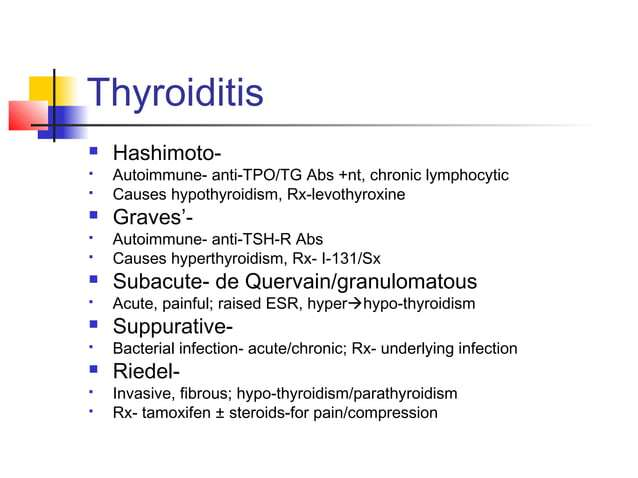 Thyroiditis
Hashimoto-
Autoimmune- anti-TPO/TG Abs +nt, chronic lymphocytic
Causes hypothyroidism, Rx-levothyroxine
Graves’-
Autoimmune- anti-TSH-R Abs
Causes hyperthyroidism, Rx- I-131/Sx
Subacute- de Quervain/granulomatous
Acute, painful; raised ESR, hyper→hypo-thyroidism
Suppurative-
Bacterial infection- acute/chronic; Rx- underlying infection
Riedel-
Invasive, fibrous; hypo-thyroidism/parathyroidism
Rx- tamoxifen ± steroids-for pain/compression